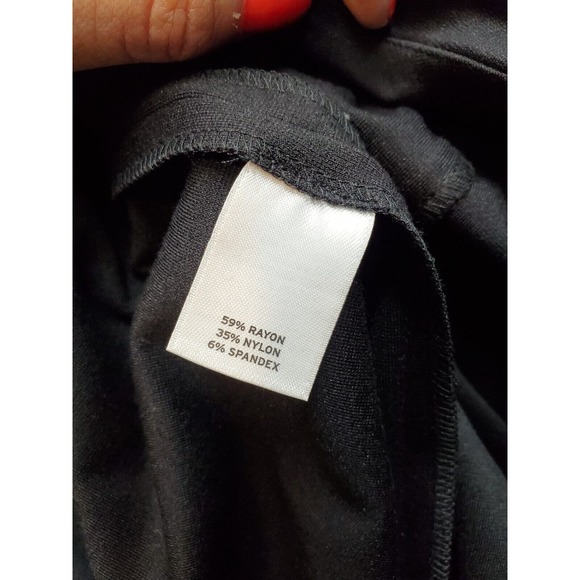 59% RAYON
35% NYLON
6% SPANDEX